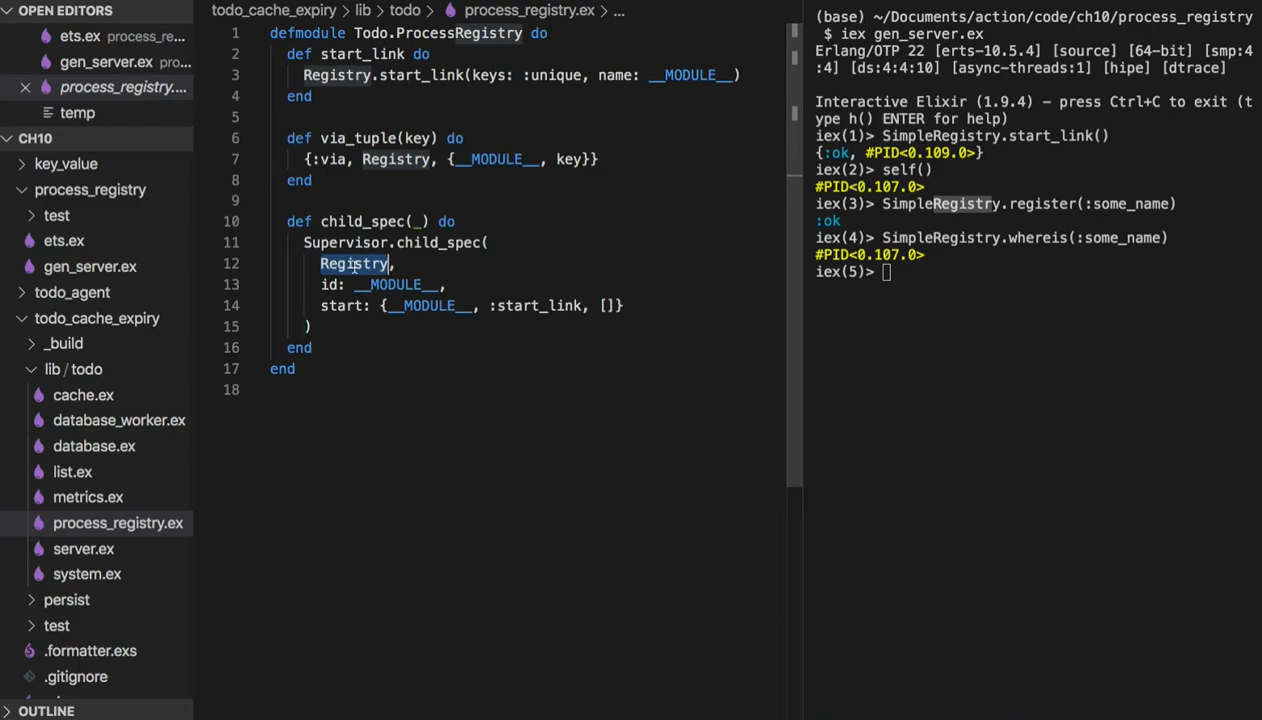 OPEN EDITORS
ets.ex process_re...
gen_server.ex pro...
process_registry....
temp
CH10
key_value
process_registry
test
ets.ex
gen_server.ex
todo_agent
todo_cache_expiry
_build
lib / todo
cache.ex
database_worker.ex
database.ex
list.ex
metrics.ex
process_registry.ex
server.ex
system.ex
persist
test
.formatter.exs
.gitignore
OUTLINE
todo_cache_expiry > lib > todo > process_registry.ex > ...
1 defmodule Todo.ProcessRegistry do
2 def start_link do
3 Registry.start_link(keys: :unique, name: __MODULE__)
4 end
5
6 def via_tuple(key) do
7 {:via, Registry, {__MODULE__, key}}
8 end
9
10 def child_spec(_) do
11 Supervisor.child_spec(
12 Registry,
13 id: __MODULE__,
14 start: {__MODULE__, :start_link, []}
15 )
16 end
17 end
18
(base) ~/Documents/action/code/ch10/process_registry
$ iex gen_server.ex
Erlang/OTP 22 [erts-10.5.4] [source] [64-bit] [smp:4
:4] [ds:4:4:10] [async-threads:1] [hipe] [dtrace]
Interactive Elixir (1.9.4) - press Ctrl+C to exit (t
ype h() ENTER for help)
iex(1)> SimpleRegistry.start_link()
{:ok, #PID<0.109.0>}
iex(2)> self()
#PID<0.107.0>
iex(3)> SimpleRegistry.register(:some_name)
:ok
iex(4)> SimpleRegistry.whereis(:some_name)
#PID<0.107.0>
iex(5)>